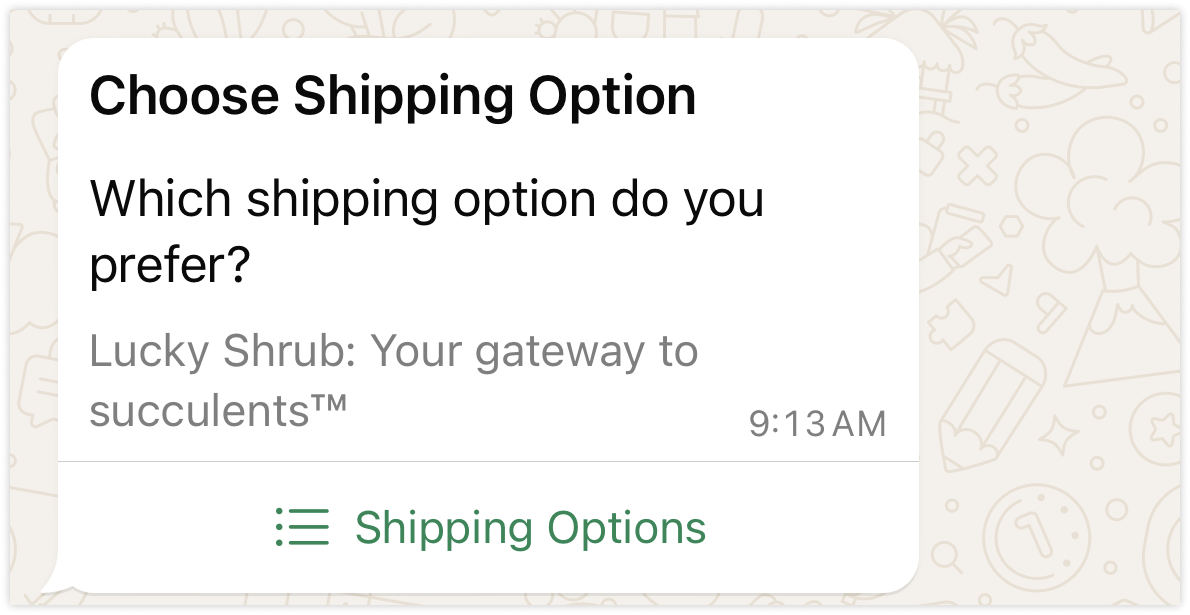 Choose Shipping Option
Which shipping option do you
prefer?
Lucky Shrub: Your gateway to
succulents™
9:13 AM
Shipping Options